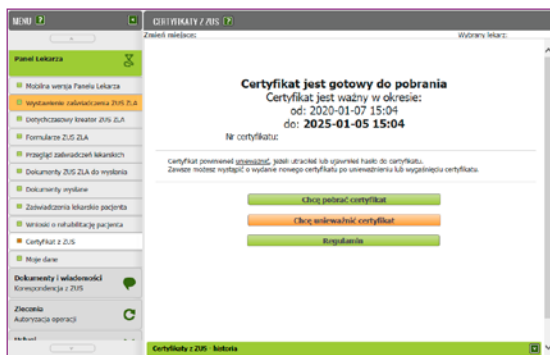 MENU
CERTYFIKATY Z ZUS
Zmień miejsce:
Wybrany lekarz:
Panel Lekarza
Mobilna wersja Panelu Lekarza
Wystawienie zaświadczenia ZUS ZLA
Dotychczasowy kreator ZUS ZLA
Formularze ZUS ZLA
Przegląd zaświadczeń lekarskich
Dokumenty ZUS ZLA do wysłania
Dokumenty wysłane
Zaświadczenia lekarskie pacjenta
Wnioski o rehabilitację pacjenta
Certyfikat z ZUS
Moje dane
Dokumenty i wiadomości
Korespondencja z ZUS
Zlecenia
Autoryzacja operacji
Usługi
Certyfikat jest gotowy do pobrania
Certyfikat jest ważny w okresie:
od: 2020-01-07 15:04
do: 2025-01-05 15:04
Nr certyfikatu:
Certyfikat powinieneś unieważnić, jeżeli utraciłeś lub ujawniłeś hasło do certyfikatu.
Zawsze możesz wystąpić o wydanie nowego certyfikatu po unieważnieniu lub wygaśnięciu certyfikatu.
Chcę pobrać certyfikat
Chcę unieważnić certyfikat
Regulamin
Certyfikaty z ZUS - historia